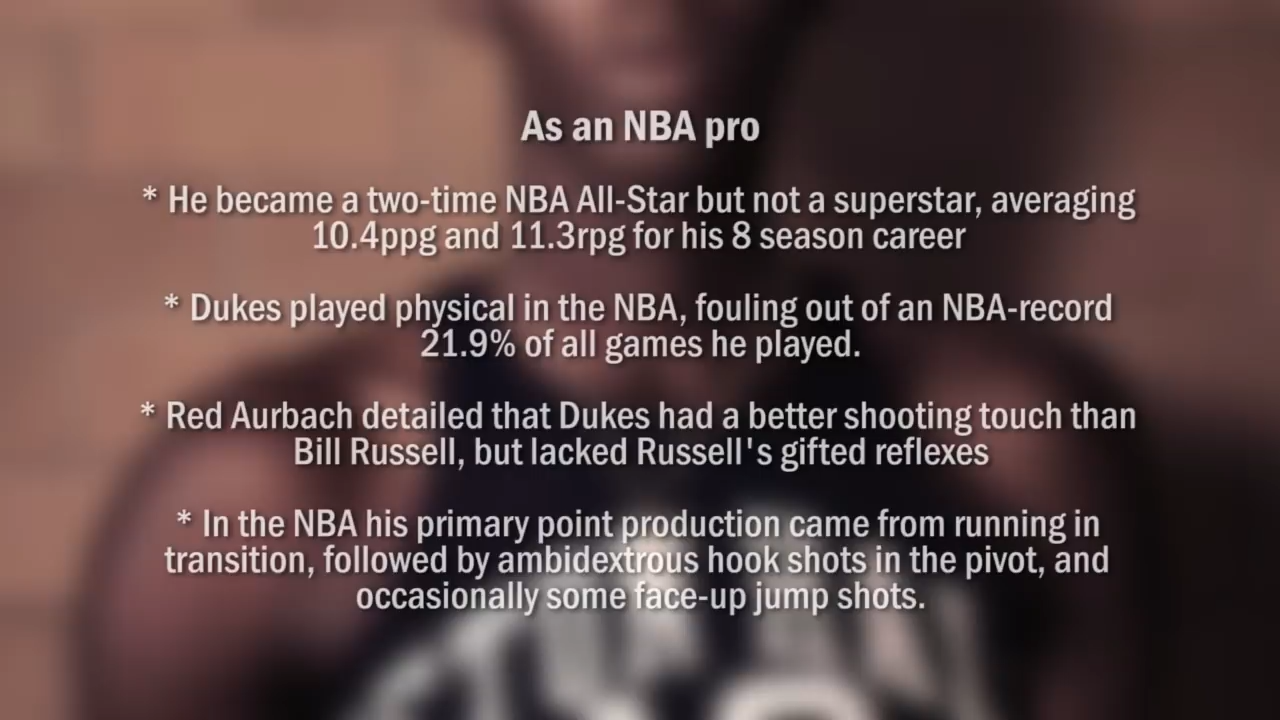 As an NBA pro
* He became a two-time NBA All-Star but not a superstar, averaging
10.4ppg and 11.3rpg for his 8 season career
* Dukes played physical in the NBA, fouling out of an NBA-record
21.9% of all games he played.
* Red Aurbach detailed that Dukes had a better shooting touch than
Bill Russell, but lacked Russell's gifted reflexes
* In the NBA his primary point production came from running in
transition, followed by ambidextrous hook shots in the pivot, and
occasionally some face-up jump shots.